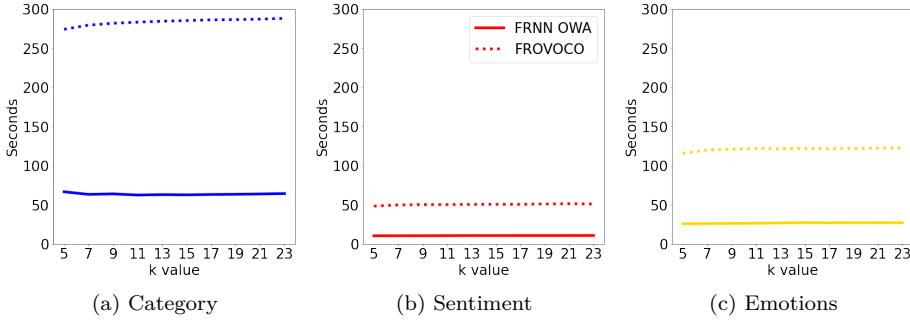 300
250
200
150
100
50
0
Seconds
5 7 9 11 13 15 17 19 21 23
k value
(a) Category
300
250
200
150
100
50
0
Seconds
FRNN OWA
FROVOCO
5 7 9 11 13 15 17 19 21 23
k value
(b) Sentiment
300
250
200
150
100
50
0
Seconds
5 7 9 11 13 15 17 19 21 23
k value
(c) Emotions